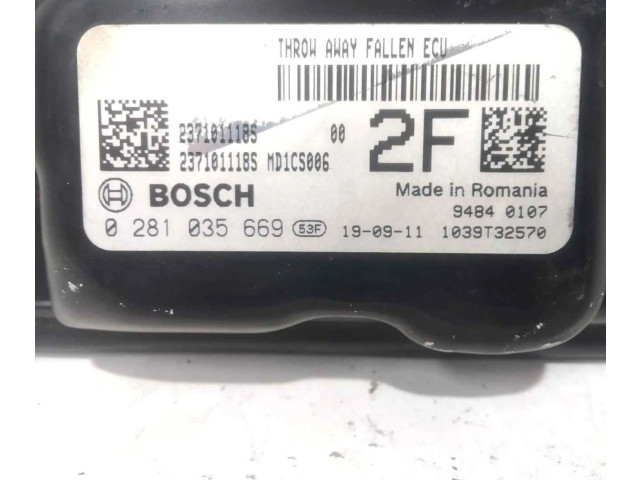 THROW AWAY FALLEN ECU
237101118S 00
237101118S MD1CS006
2F
BOSCH
Made in Romania
9484 0107
0 281 035 669 53F 19-09-11 1039T32570